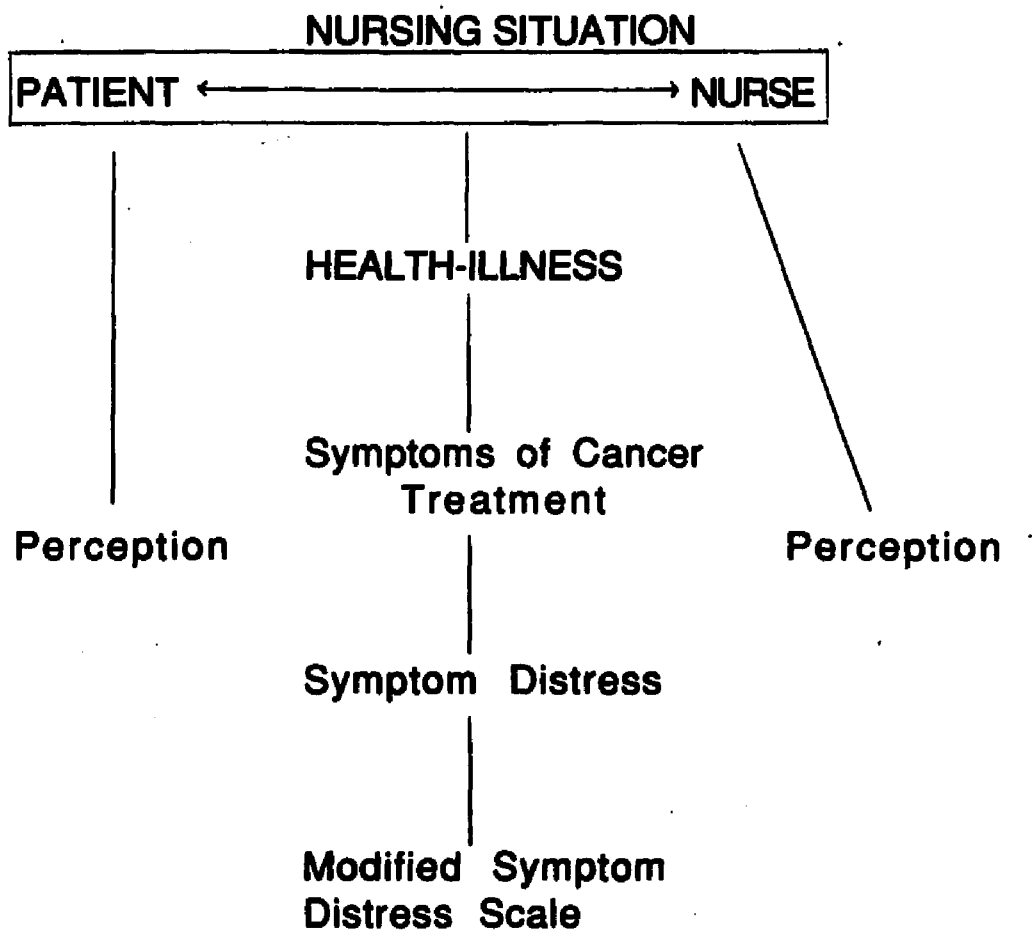 NURSING SITUATION
PATIENT NURSE
HEALTH-ILLNESS
Symptoms of Cancer
Treatment
Perception
Perception
Symptom Distress
Modified Symptom
Distress Scale